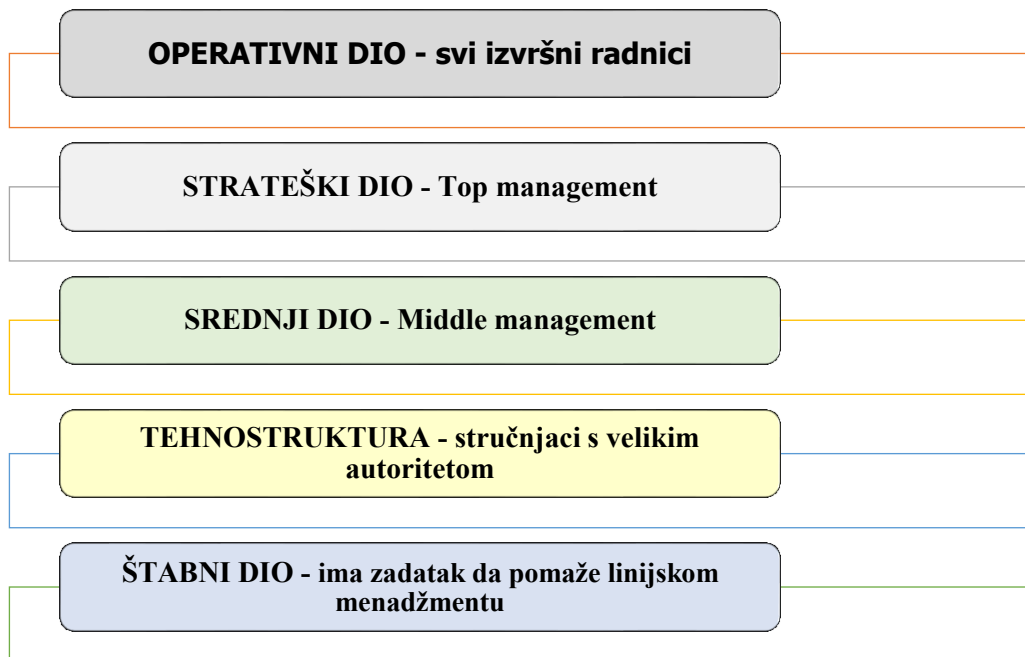 OPERATIVNI DIO - svi izvršni radnici
STRATEŠKI DIO - Top management
SREDNJI DIO - Middle management
TEHNOSTRUKTURA - stručnjaci s velikim
autoritetom
ŠTABNI DIO - ima zadatak da pomaže linijskom
menadžmentu